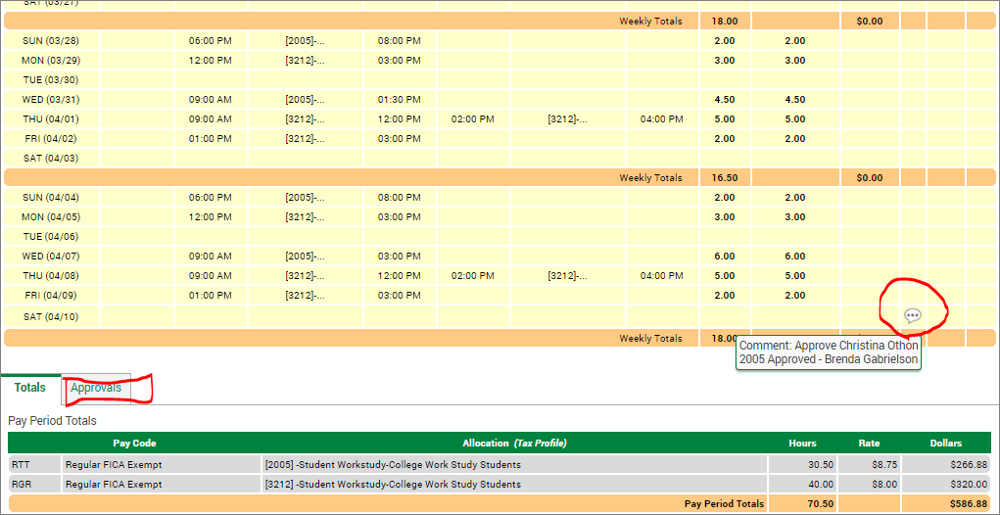 SAT (03/27)
Weekly Totals 18.00 $0.00
SUN (03/28) 06:00 PM [2005]-... 08:00 PM 2.00 2.00
MON (03/29) 12:00 PM [3212]-... 03:00 PM 3.00 3.00
TUE (03/30)
WED (03/31) 09:00 AM [2005]-... 01:30 PM 4.50 4.50
THU (04/01) 09:00 AM [3212]-... 12:00 PM 02:00 PM [3212]-... 04:00 PM 5.00 5.00
FRI (04/02) 01:00 PM [3212]-... 03:00 PM 2.00 2.00
SAT (04/03)
Weekly Totals 16.50 $0.00
SUN (04/04) 06:00 PM [2005]-... 08:00 PM 2.00 2.00
MON (04/05) 12:00 PM [3212]-... 03:00 PM 3.00 3.00
TUE (04/06)
WED (04/07) 09:00 AM [2005]-... 03:00 PM 6.00 6.00
THU (04/08) 09:00 AM [3212]-... 12:00 PM 02:00 PM [3212]-... 04:00 PM 5.00 5.00
FRI (04/09) 01:00 PM [3212]-... 03:00 PM 2.00 2.00
SAT (04/10)
Weekly Totals 18.00
Comment: Approve Christina Othon
2005 Approved - Brenda Gabrielson
Totals Approvals
Pay Period Totals
Pay Code Allocation (Tax Profile) Hours Rate Dollars
RTT Regular FICA Exempt [2005] -Student Workstudy-College Work Study Students 30.50 $8.75 $266.88
RGR Regular FICA Exempt [3212] -Student Workstudy-College Work Study Students 40.00 $8.00 $320.00
Pay Period Totals 70.50 $586.88